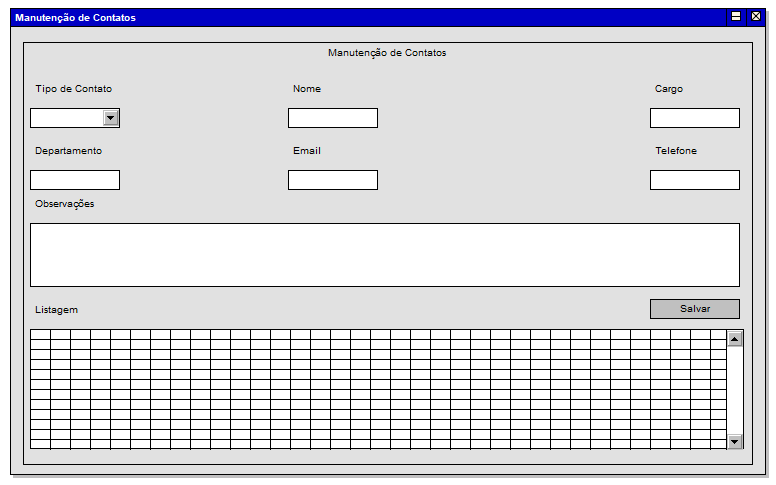 Manutenção de Contatos
Manutenção de Contatos
Tipo de Contato
Nome
Cargo
Departamento
Email
Telefone
Observações
Listagem
Salvar